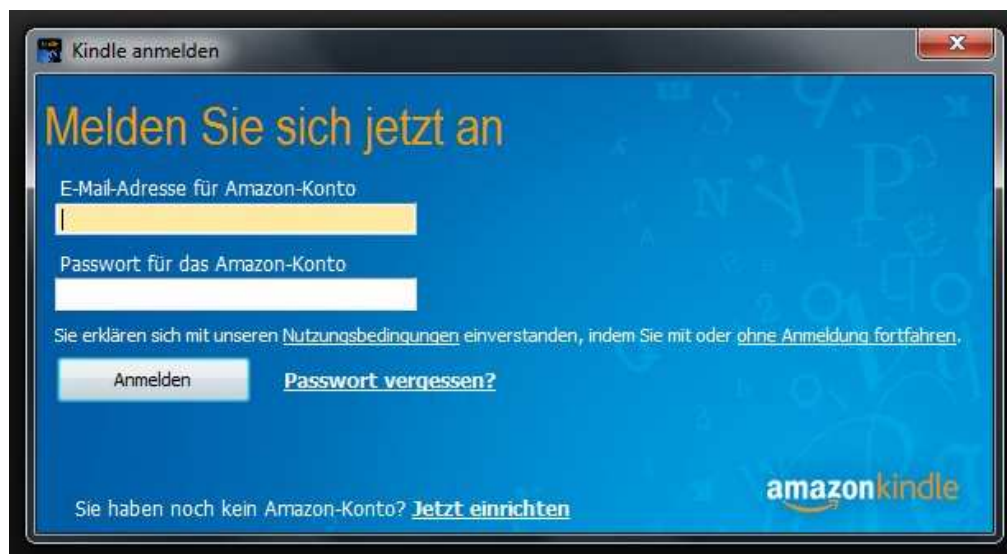 Kindle anmelden
Melden Sie sich jetzt an
E-Mail-Adresse für Amazon-Konto
Passwort für das Amazon-Konto
Sie erklären sich mit unseren Nutzungsbedingungen einverstanden, indem Sie mit oder ohne Anmeldung fortfahren.
Anmelden Passwort vergessen?
amazonkindle
Sie haben noch kein Amazon-Konto? Jetzt einrichten